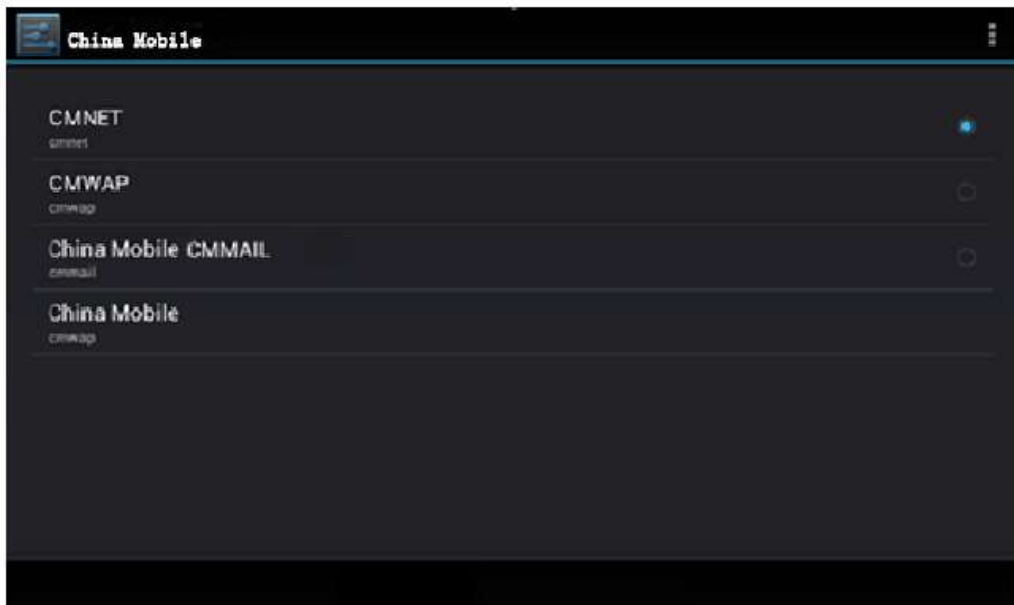 China Mobile
CMNET
cmnet
CMWAP
cmwap
China Mobile CMMAIL
cmmail
China Mobile
cmwap